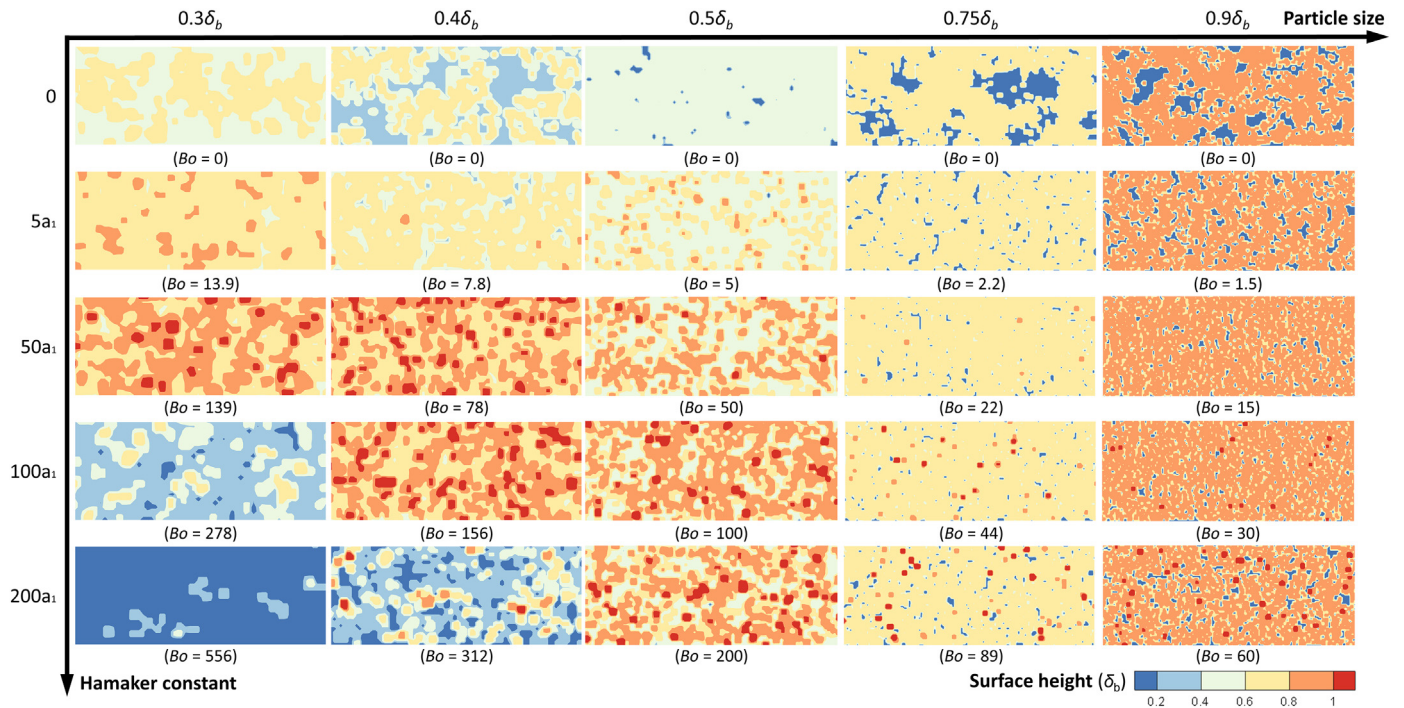 0.3δb 0.4δb 0.5δb 0.75δb 0.9δb Particle size
0
(Bo = 0) (Bo = 0) (Bo = 0) (Bo = 0) (Bo = 0)
5a₁
(Bo = 13.9) (Bo = 7.8) (Bo = 5) (Bo = 2.2) (Bo = 1.5)
50a₁
(Bo = 139) (Bo = 78) (Bo = 50) (Bo = 22) (Bo = 15)
100a₁
(Bo = 278) (Bo = 156) (Bo = 100) (Bo = 44) (Bo = 30)
200a₁
(Bo = 556) (Bo = 312) (Bo = 200) (Bo = 89) (Bo = 60)
Hamaker constant Surface height (δb)
0.2 0.4 0.6 0.8 1